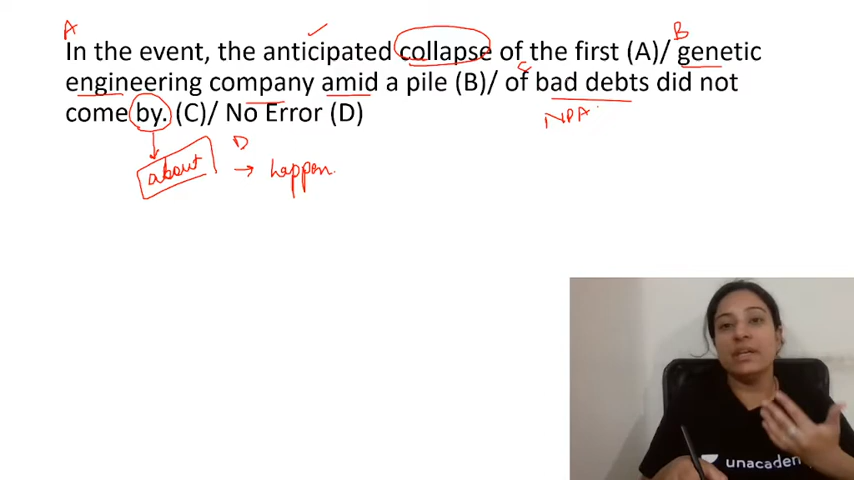 A
B
In the event, the anticipated collapse of the first (A)/ genetic
C
engineering company amid a pile (B)/ of bad debts did not
come by. (C)/ No Error (D)
NPA
D
about → happen.
unacadem